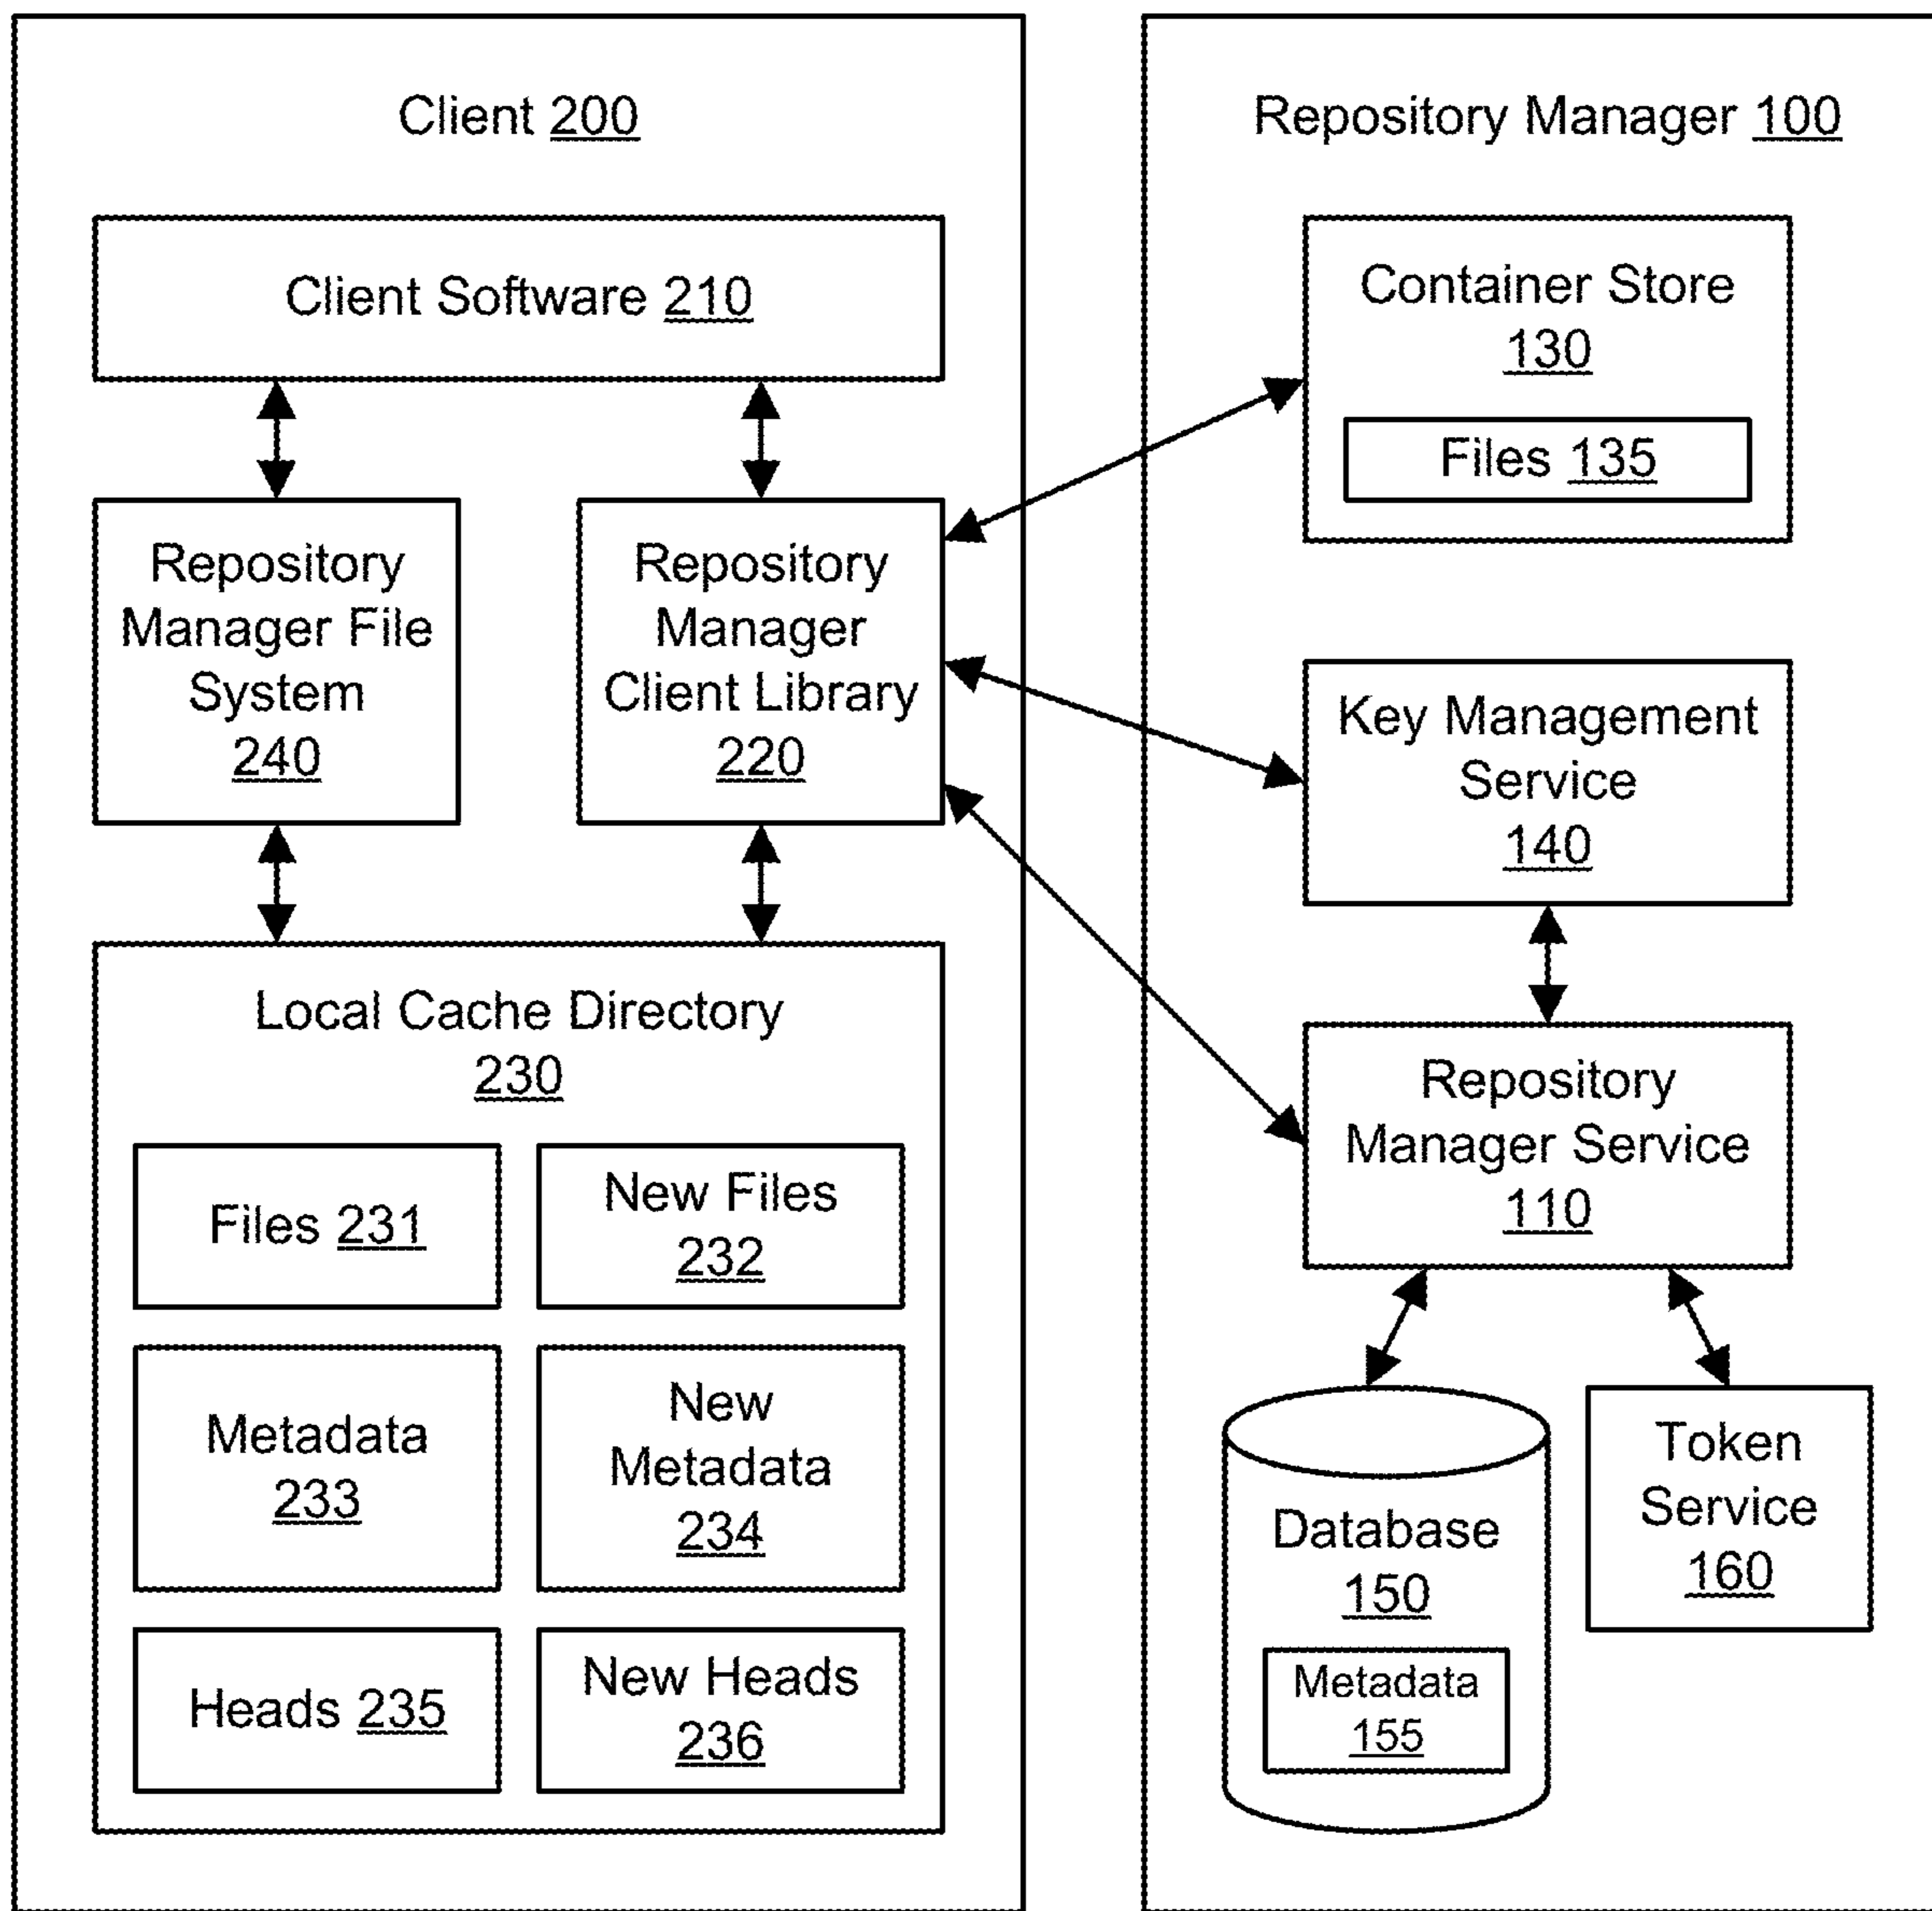 Client 200
Client Software 210
Repository
Manager File
System
240
Repository
Manager
Client Library
220
Local Cache Directory
230
Files 231
New Files
232
Metadata
233
New
Metadata
234
Heads 235
New Heads
236
Repository Manager 100
Container Store
130
Files 135
Key Management
Service
140
Repository
Manager Service
110
Database
150
Metadata
155
Token
Service
160